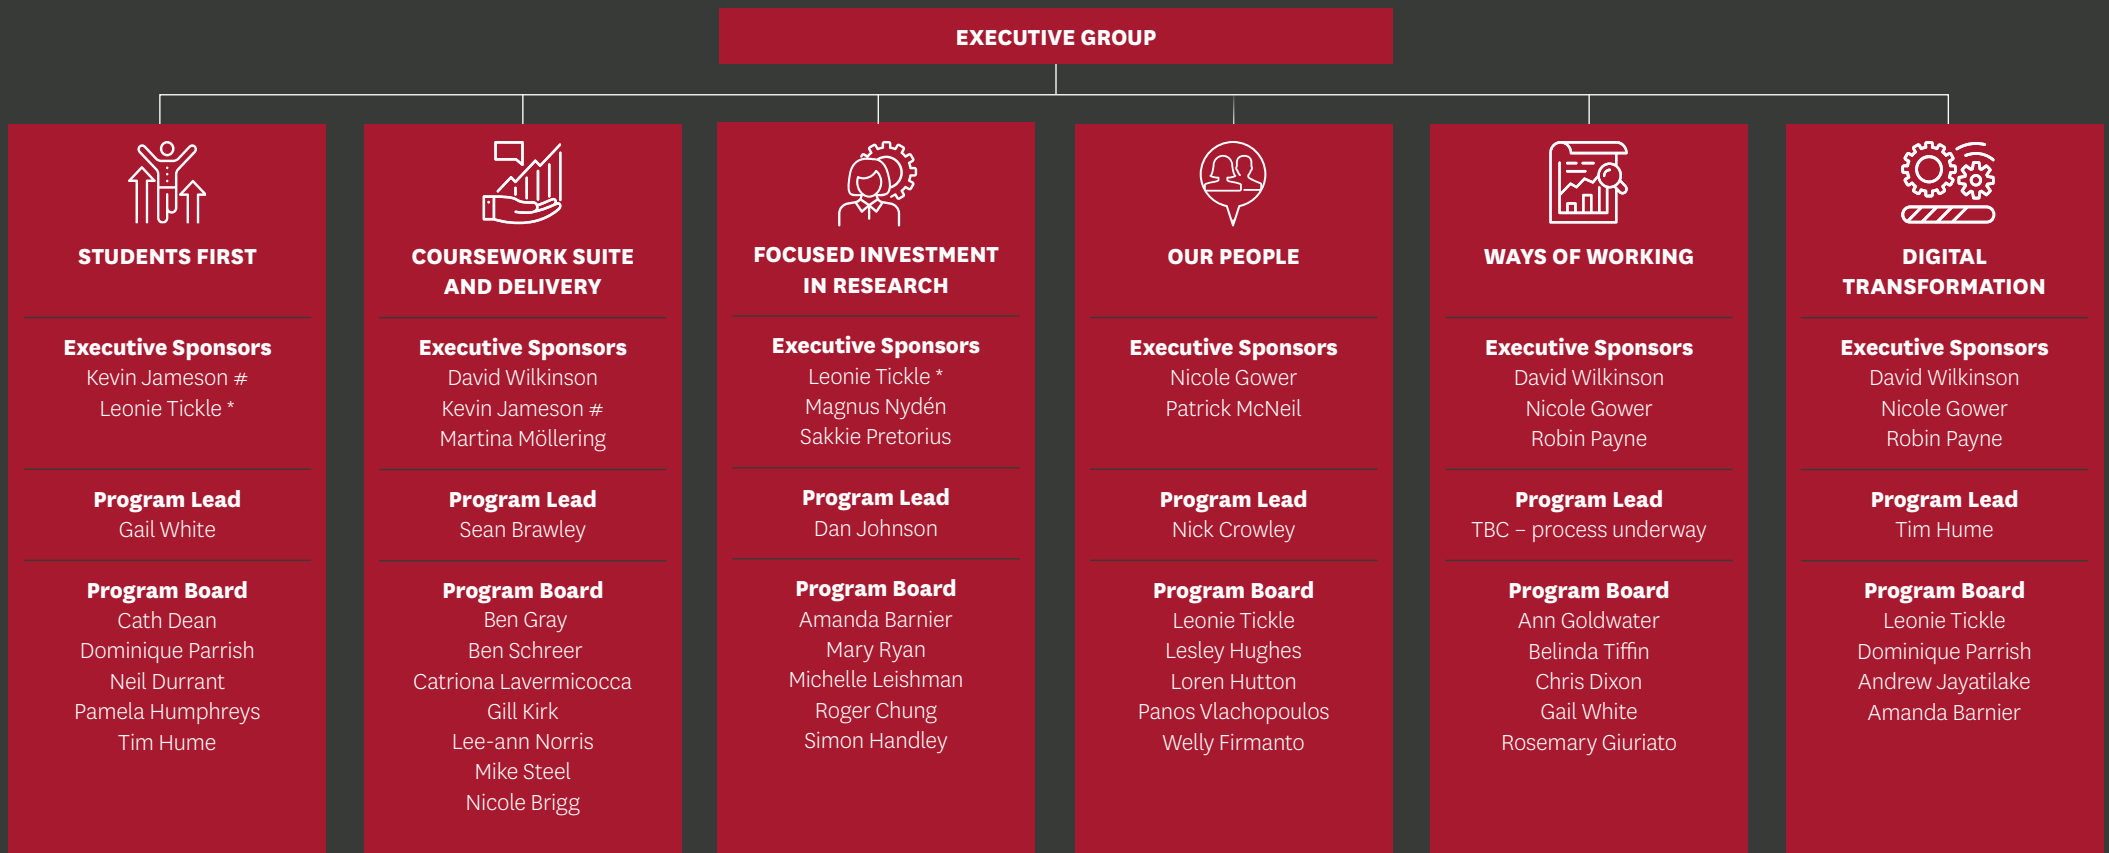 EXECUTIVE GROUP
STUDENTS FIRST
Executive Sponsors
Kevin Jameson #
Leonie Tickle *
Program Lead
Gail White
Program Board
Cath Dean
Dominique Parrish
Neil Durrant
Pamela Humphreys
Tim Hume
COURSEWORK SUITE
AND DELIVERY
Executive Sponsors
David Wilkinson
Kevin Jameson #
Martina Möllering
Program Lead
Sean Brawley
Program Board
Ben Gray
Ben Schreer
Catriona Lavermicocca
Gill Kirk
Lee-ann Norris
Mike Steel
Nicole Brigg
FOCUSED INVESTMENT
IN RESEARCH
Executive Sponsors
Leonie Tickle *
Magnus Nydén
Sakkie Pretorius
Program Lead
Dan Johnson
Program Board
Amanda Barnier
Mary Ryan
Michelle Leishman
Roger Chung
Simon Handley
OUR PEOPLE
Executive Sponsors
Nicole Gower
Patrick McNeil
Program Lead
Nick Crowley
Program Board
Leonie Tickle
Lesley Hughes
Loren Hutton
Panos Vlachopoulos
Welly Firmanto
WAYS OF WORKING
Executive Sponsors
David Wilkinson
Nicole Gower
Robin Payne
Program Lead
TBC – process underway
Program Board
Ann Goldwater
Belinda Tiffin
Chris Dixon
Gail White
Rosemary Giuriato
DIGITAL
TRANSFORMATION
Executive Sponsors
David Wilkinson
Nicole Gower
Robin Payne
Program Lead
Tim Hume
Program Board
Leonie Tickle
Dominique Parrish
Andrew Jayatilake
Amanda Barnier